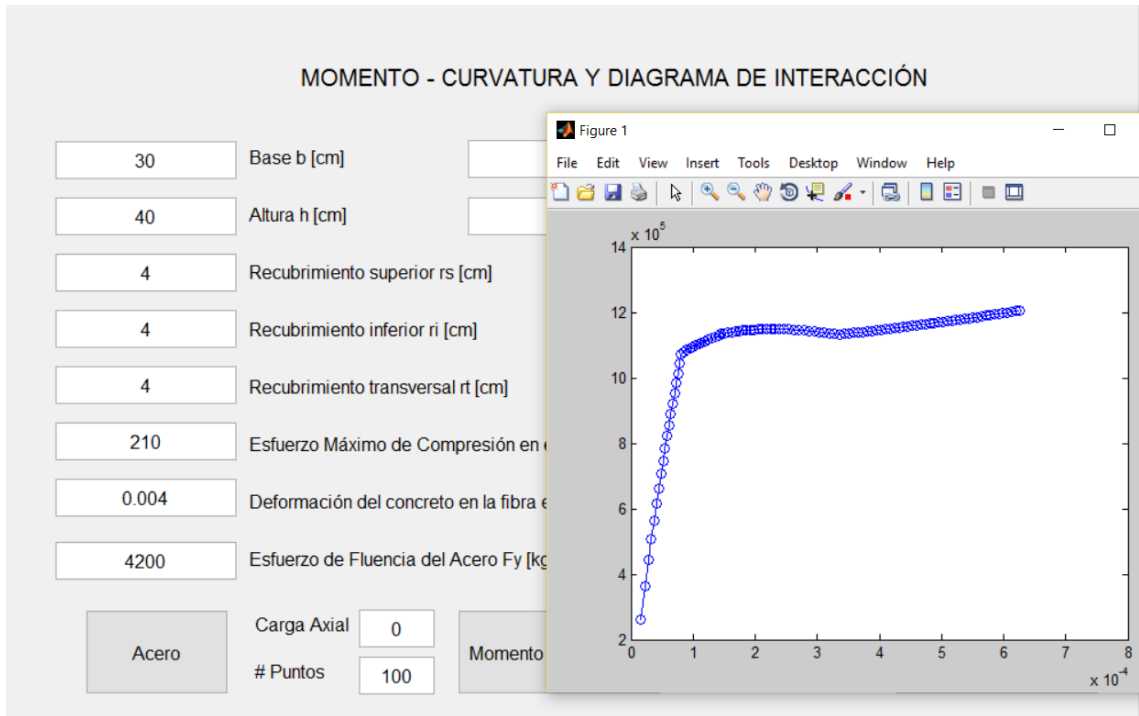 MOMENTO - CURVATURA Y DIAGRAMA DE INTERACCIÓN
30 Base b [cm]
40 Altura h [cm]
4 Recubrimiento superior rs [cm]
4 Recubrimiento inferior ri [cm]
4 Recubrimiento transversal rt [cm]
210 Esfuerzo Máximo de Compresión en
0.004 Deformación del concreto en la fibra
4200 Esfuerzo de Fluencia del Acero Fy [kg
Acero
Carga Axial 0
# Puntos 100
Momento
Figure 1
File Edit View Insert Tools Desktop Window Help
x 10^5
14
12
10
8
6
4
2
0 1 2 3 4 5 6 7 8
x 10^-4